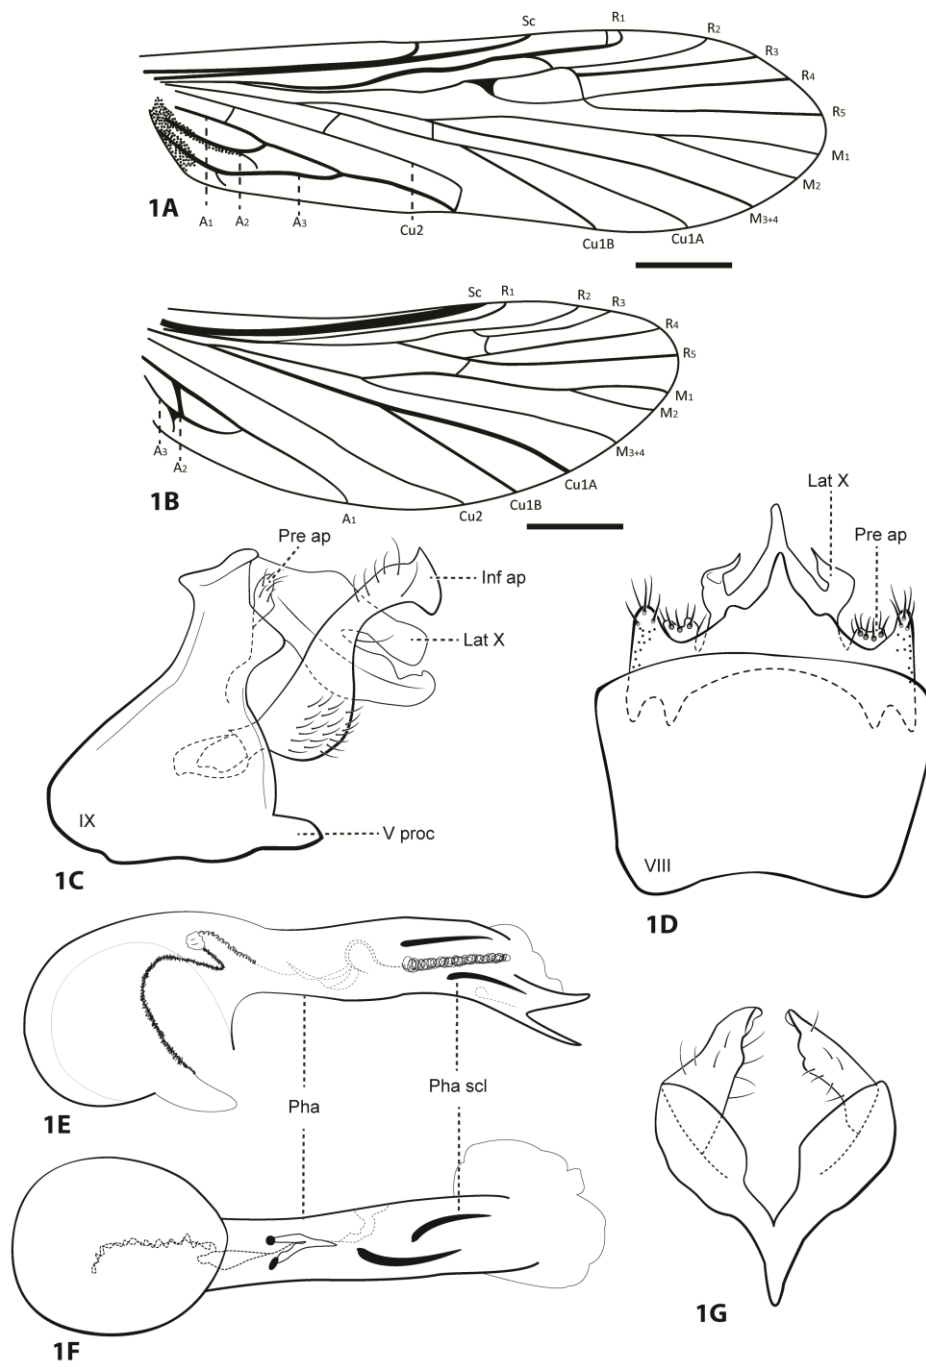 Sc R1 R2 R3 R4 R5 M1 M2 M3+4
1A A1 A2 A3 Cu2 Cu1B Cu1A
Sc R1 R2 R3 R4 R5 M1 M2 M3+4
A3 A2
1B A1 Cu2 Cu1B Cu1A
Pre ap
Inf ap
Lat X
IX
V proc
1C
Lat X
Pre ap
VIII
1D
Pha
Pha scl
1E
1F
1G